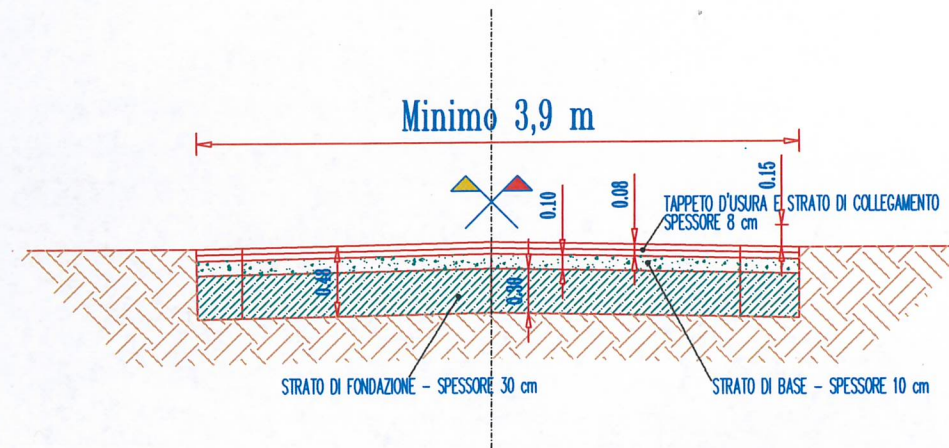 Minimo 3,9 m
0.10
0.08
0.15
TAPPETO D'USURA E STRATO DI COLLEGAMENTO
SPESSORE 8 cm
0.48
0.30
STRATO DI FONDAZIONE - SPESSORE 30 cm
STRATO DI BASE - SPESSORE 10 cm